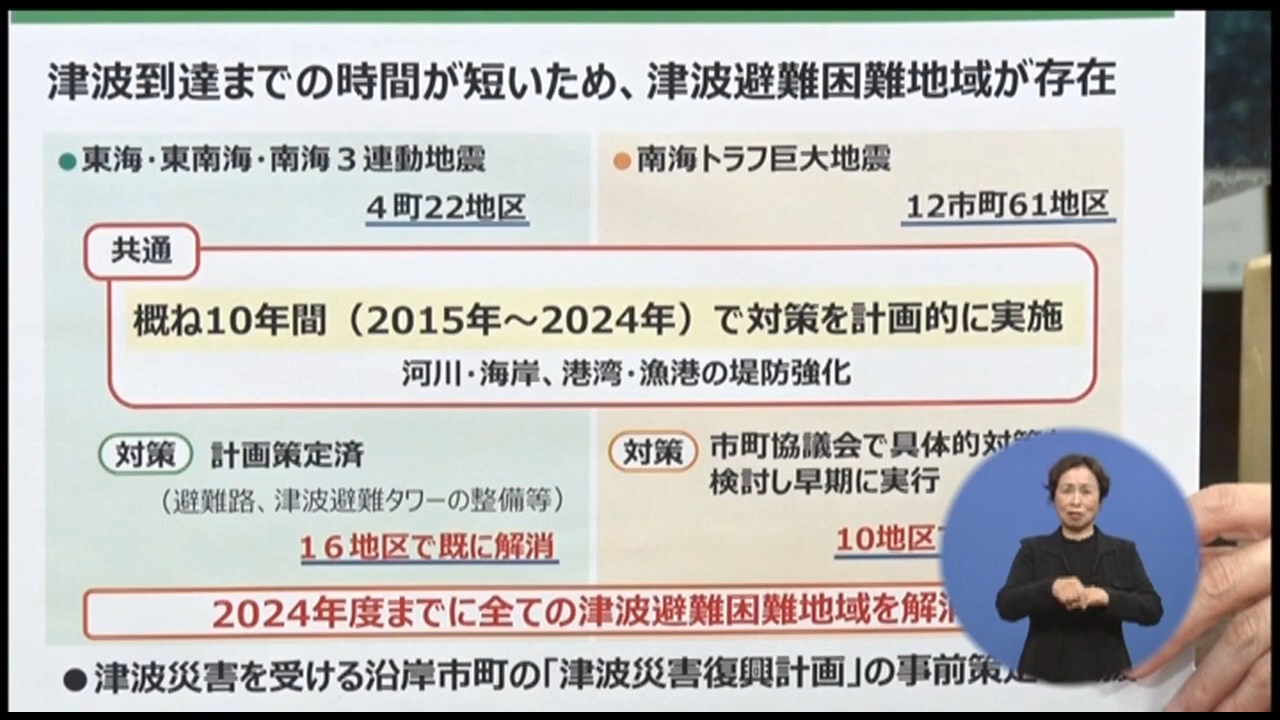 津波到達までの時間が短いため、津波避難困難地域が存在
●東海・東南海・南海３連動地震
４町22地区
●南海トラフ巨大地震
12市町61地区
共通
概ね10年間（2015年～2024年）で対策を計画的に実施
河川・海岸、港湾・漁港の堤防強化
対策 計画策定済
（避難路、津波避難タワーの整備等）
１６地区で既に解消
対策 市町協議会で具体的対策
検討し早期に実行
10地区
2024年度までに全ての津波避難困難地域を解消
●津波災害を受ける沿岸市町の「津波災害復興計画」の事前策定